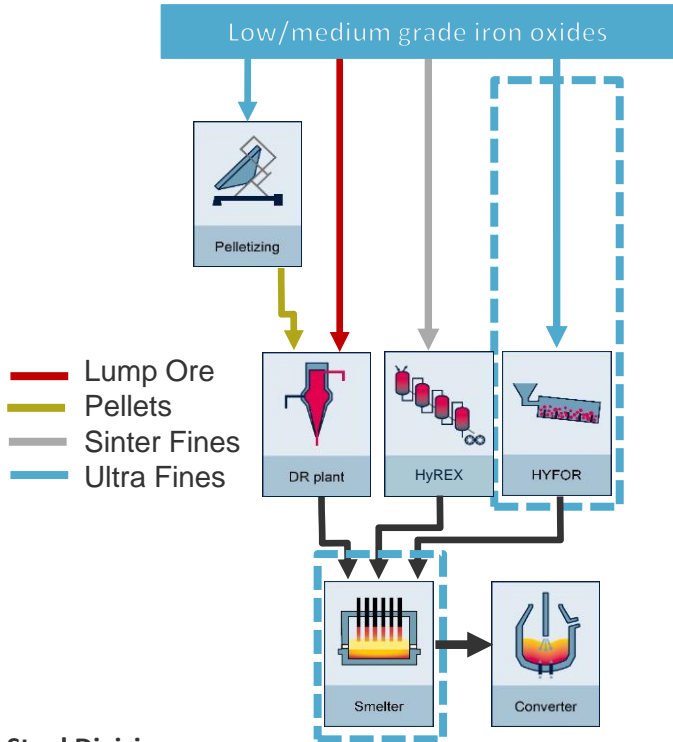 Low/medium grade iron oxides
Pelletizing
Lump Ore
Pellets
Sinter Fines
Ultra Fines
DR plant
HyREX
HYFOR
Smelter
Converter